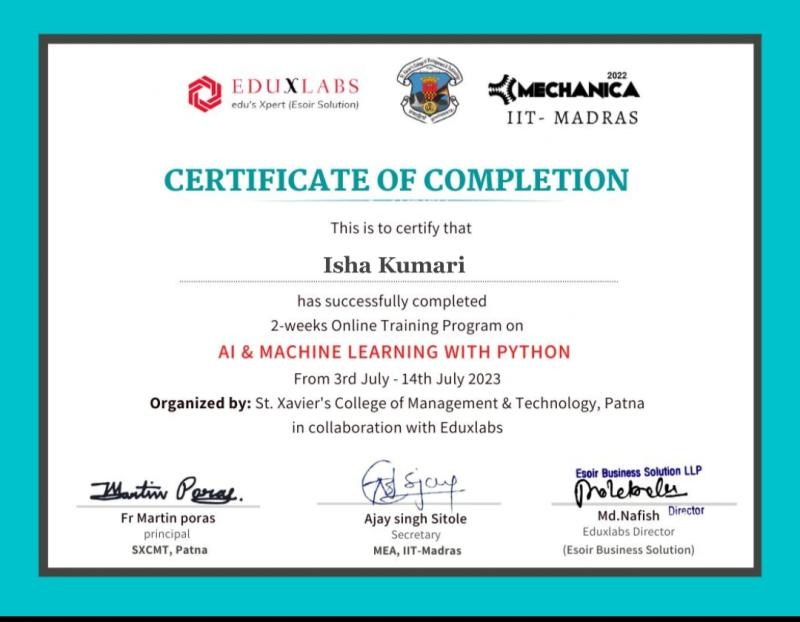 EDUXLABS
edu's Xpert (Esoir Solution)
2022
MECHANICA
IIT- MADRAS
CERTIFICATE OF COMPLETION
This is to certify that
Isha Kumari
has successfully completed
2-weeks Online Training Program on
AI & MACHINE LEARNING WITH PYTHON
From 3rd July - 14th July 2023
Organized by: St. Xavier's College of Management & Technology, Patna
in collaboration with Eduxlabs
Martin Poras.
Fr Martin poras
principal
SXCMT, Patna
Ajay singh Sitole
Secretary
MEA, IIT-Madras
Esoir Business Solution LLP
Director
Md.Nafish
Eduxlabs Director
(Esoir Business Solution)